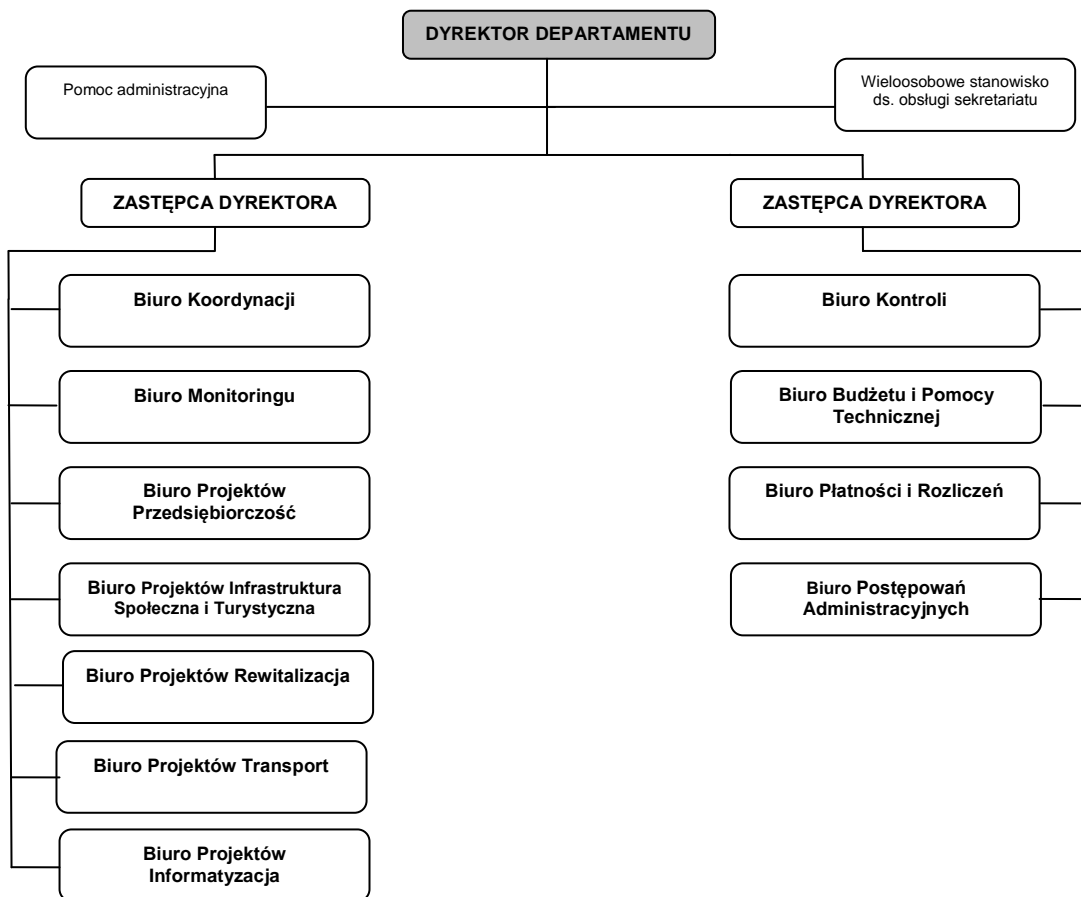 DYREKTOR DEPARTAMENTU
Pomoc administracyjna
Wieloosobowe stanowisko
ds. obsługi sekretariatu
ZASTĘPCA DYREKTORA
ZASTĘPCA DYREKTORA
Biuro Koordynacji
Biuro Kontroli
Biuro Monitoringu
Biuro Budżetu i Pomocy
Technicznej
Biuro Projektów
Przedsiębiorczość
Biuro Płatności i Rozliczeń
Biuro Projektów Infrastruktura
Społeczna i Turystyczna
Biuro Postępowań
Administracyjnych
Biuro Projektów Rewitalizacja
Biuro Projektów Transport
Biuro Projektów
Informatyzacja